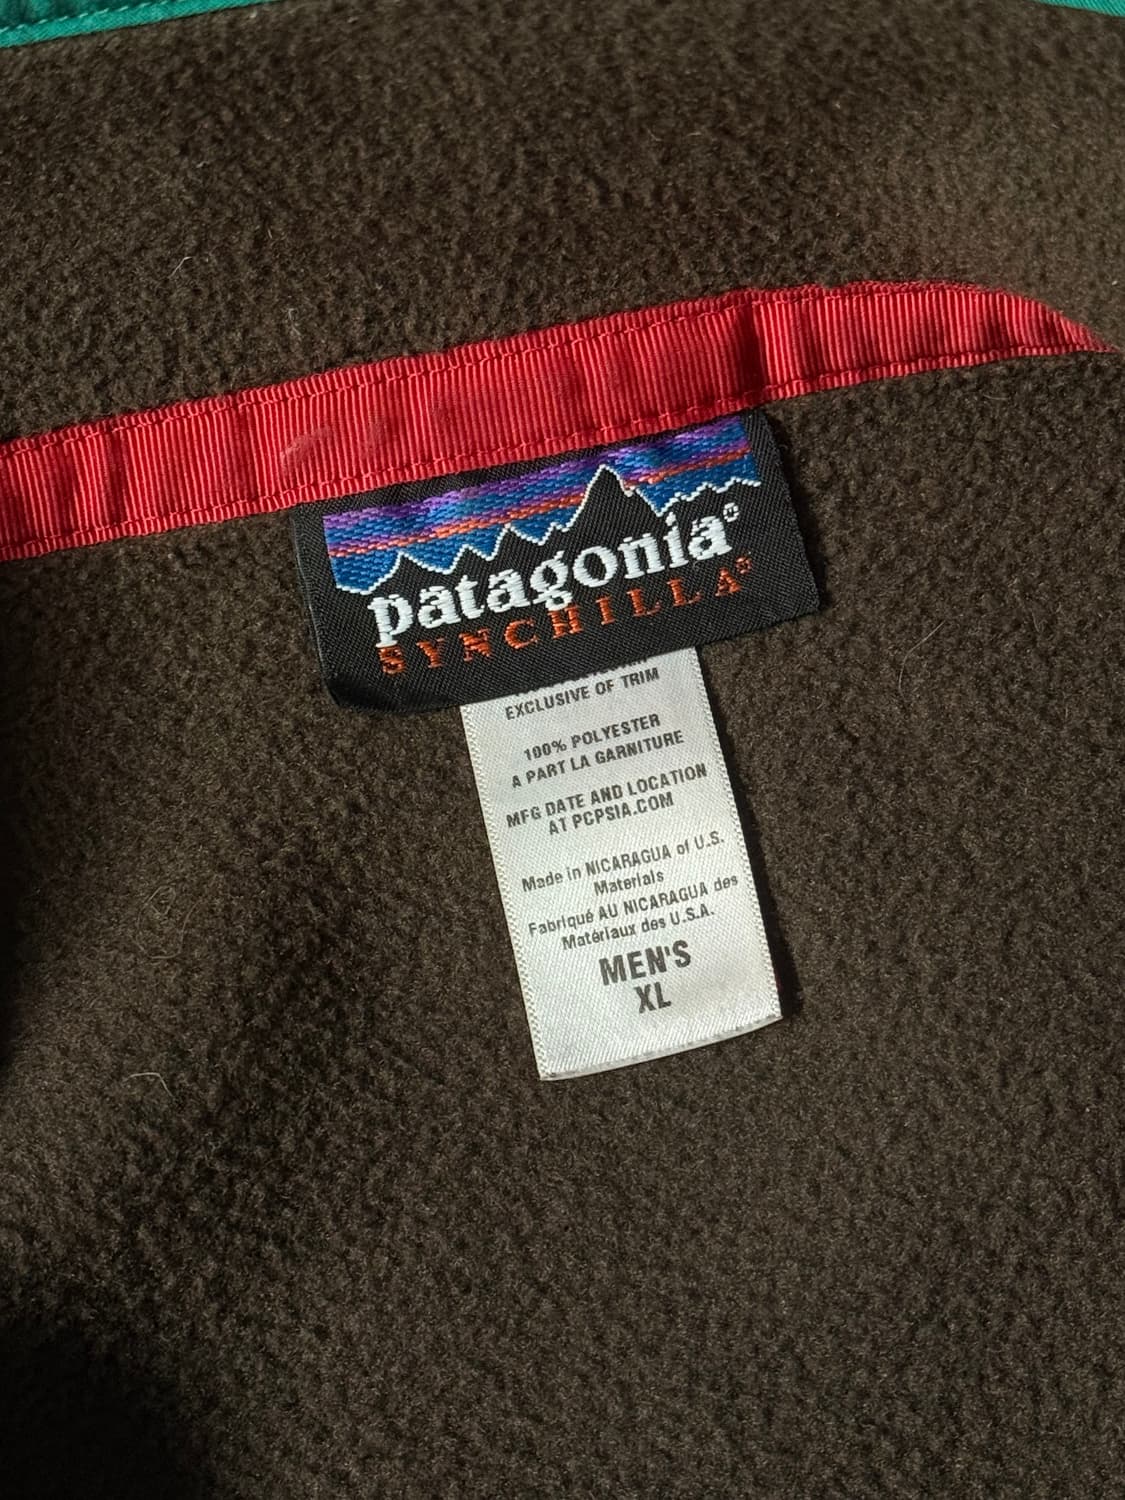 patagonia®
SYNCHILLA®
EXCLUSIVE OF TRIM
100% POLYESTER
A PART LA GARNITURE
MFG DATE AND LOCATION
AT PCPSIA.COM
Made in NICARAGUA of U.S.
Materials
Fabriqué AU NICARAGUA des
Matériaux des U.S.A.
MEN'S
XL